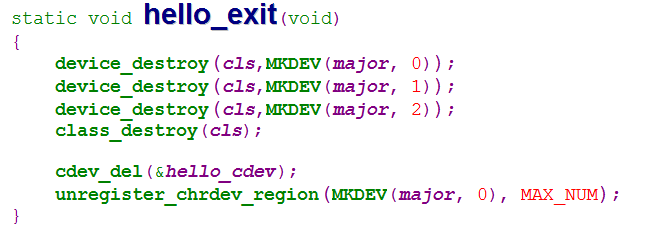 static void hello_exit(void)
{
    device_destroy(cls,MKDEV(major, 0));
    device_destroy(cls,MKDEV(major, 1));
    device_destroy(cls,MKDEV(major, 2));
    class_destroy(cls);

    cdev_del(&hello_cdev);
    unregister_chrdev_region(MKDEV(major, 0), MAX_NUM);
}